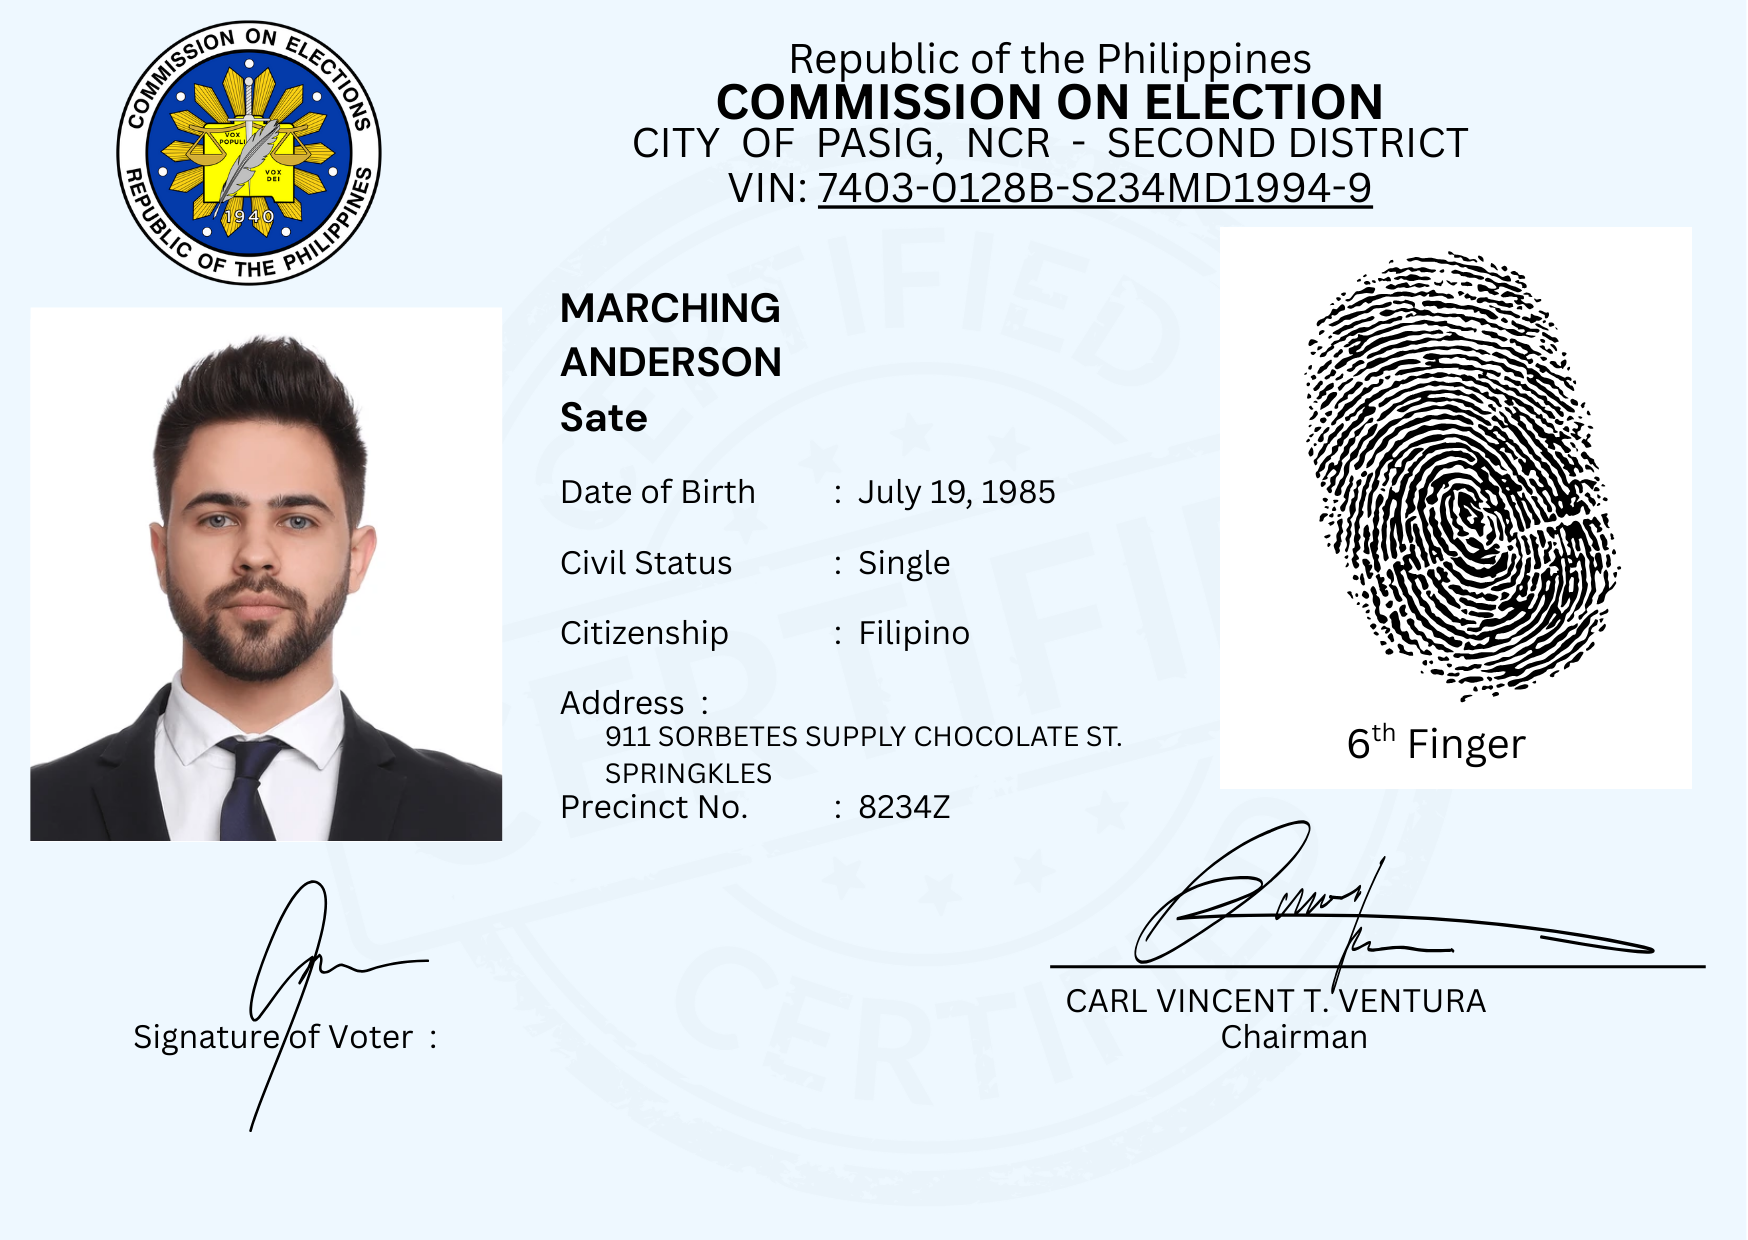 COMMISSION ON ELECTIONS
REPUBLIC OF THE PHILIPPINES
VOX
POPULI
VOX
DEI
1940
Republic of the Philippines
COMMISSION ON ELECTION
CITY OF PASIG, NCR - SECOND DISTRICT
VIN: 7403-0128B-S234MD1994-9
MARCHING
ANDERSON
Sate
Date of Birth : July 19, 1985
Civil Status : Single
Citizenship : Filipino
Address :
911 SORBETES SUPPLY CHOCOLATE ST.
SPRINGKLES
Precinct No. : 8234Z
6th Finger
Signature of Voter :
CARL VINCENT T. VENTURA
Chairman
CERTIFIED
CERTIFIED
CERTIFIED